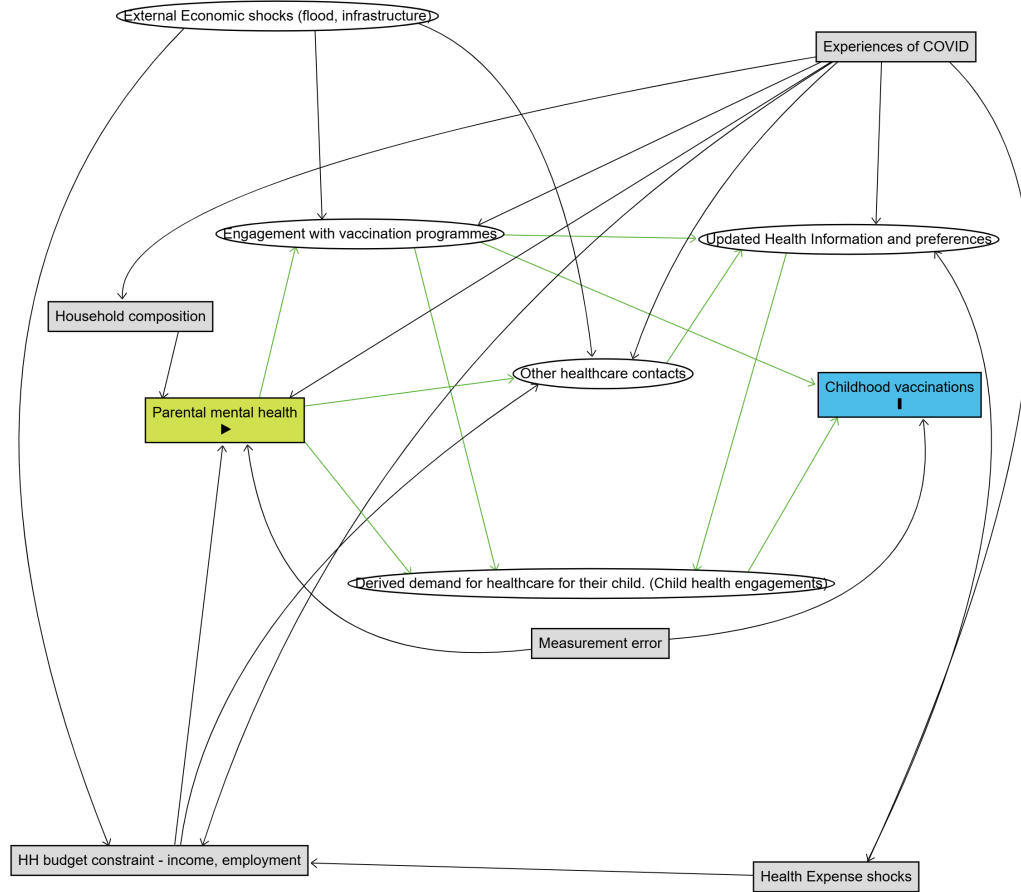 External Economic shocks (flood, infrastructure)
Experiences of COVID
Engagement with vaccination programmes
Updated Health Information and preferences
Household composition
Other healthcare contacts
Childhood vaccinations
Parental mental health
Derived demand for healthcare for their child. (Child health engagements)
Measurement error
HH budget constraint - income, employment
Health Expense shocks